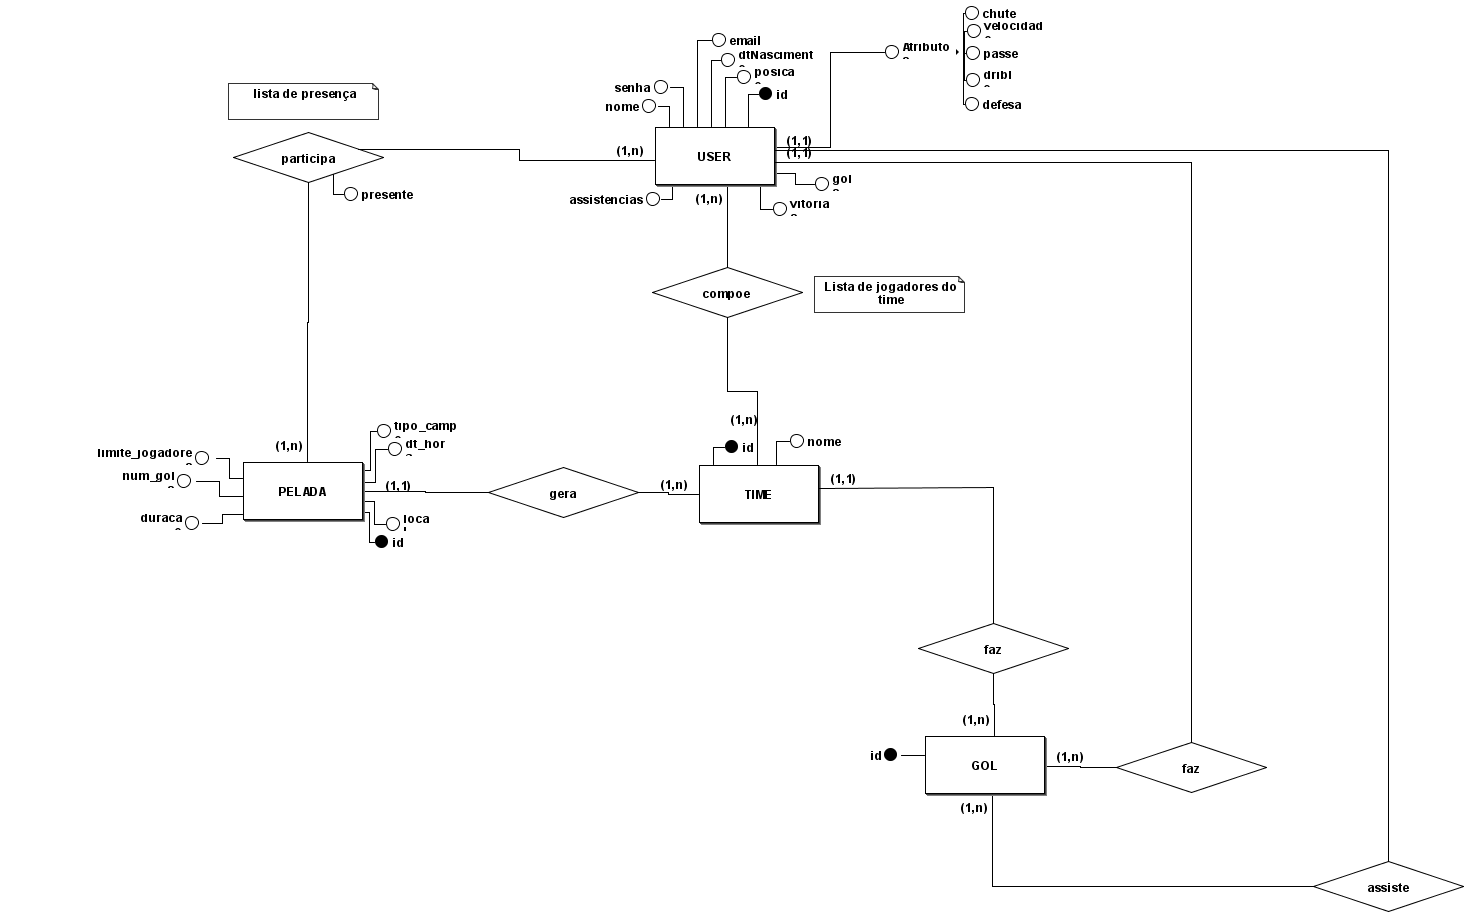 chute
velocidad
email
Atributo
dtNasciment
passe
posica
dribl
senha
id
lista de presença
nome
defesa
(1,1)
(1,n)
USER
(1,1)
participa
gol
presente
assistencias
(1,n)
vitoria
compoe
Lista de jogadores do
time
(1,n)
tipo_camp
(1,n)
dt_hor
id
nome
limite_jogadore
num_gol
(1,1)
(1,n)
(1,1)
PELADA
gera
TIME
duraca
loca
id
faz
(1,n)
id
GOL
(1,n)
faz
(1,n)
assiste